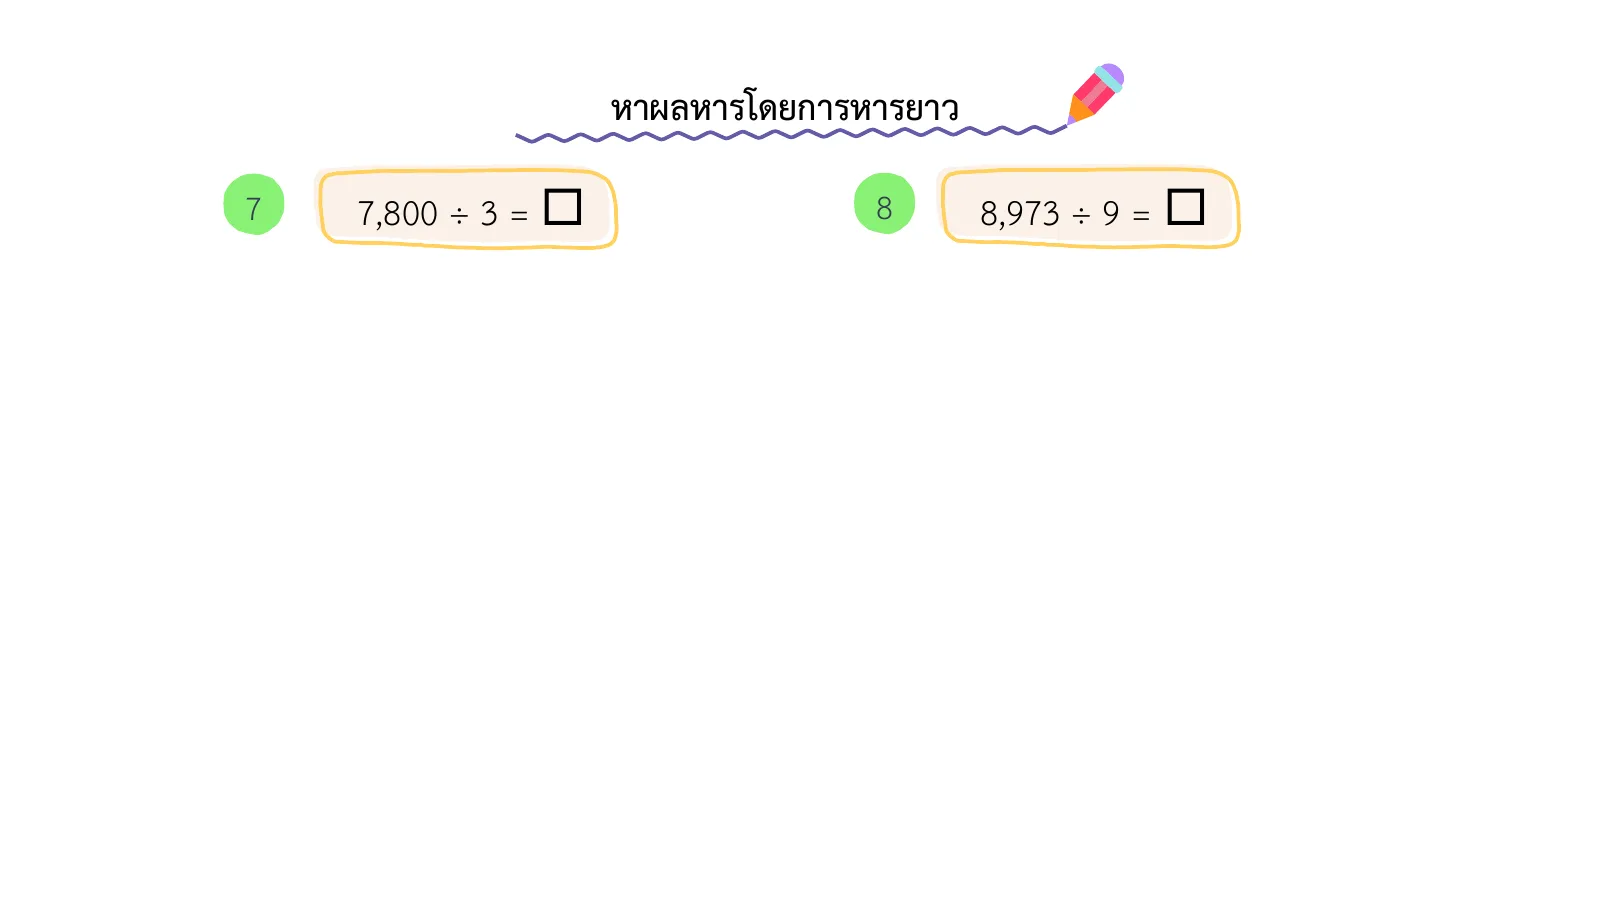 หาผลหารโดยการหารยาว
7 7,800 ÷ 3 = □
8 8,973 ÷ 9 = □